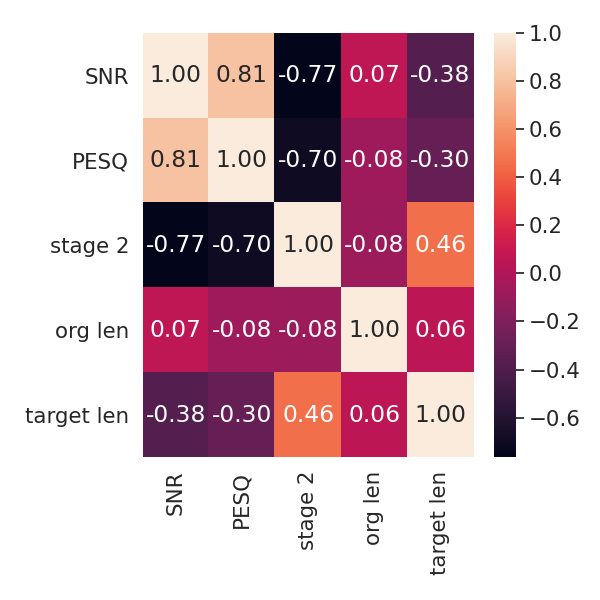 SNR 1.00 0.81 -0.77 0.07 -0.38
PESQ 0.81 1.00 -0.70 -0.08 -0.30
stage 2 -0.77 -0.70 1.00 -0.08 0.46
org len 0.07 -0.08 -0.08 1.00 0.06
target len -0.38 -0.30 0.46 0.06 1.00
SNR PESQ stage 2 org len target len
1.0
0.8
0.6
0.4
0.2
0.0
−0.2
−0.4
−0.6